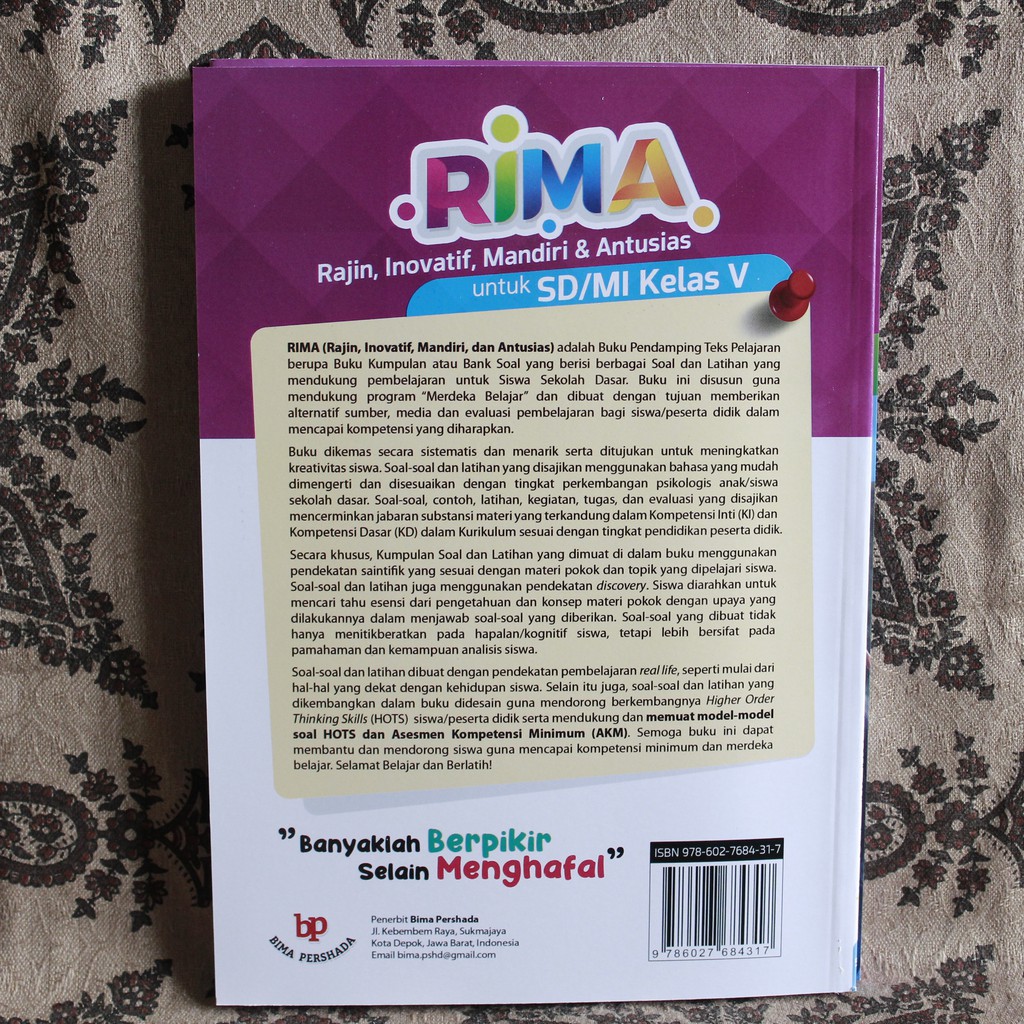 RiMA
Rajin, Inovatif, Mandiri & Antusias
untuk SD/MI Kelas V
RIMA (Rajin, Inovatif, Mandiri, dan Antusias) adalah Buku Pendamping Teks Pelajaran
berupa Buku Kumpulan atau Bank Soal yang berisi berbagai Soal dan Latihan yang
mendukung pembelajaran untuk Siswa Sekolah Dasar. Buku ini disusun guna
mendukung program “Merdeka Belajar” dan dibuat dengan tujuan memberikan
alternatif sumber, media dan evaluasi pembelajaran bagi siswa/peserta didik dalam
mencapai kompetensi yang diharapkan.
Buku dikemas secara sistematis dan menarik serta ditujukan untuk meningkatkan
kreativitas siswa. Soal-soal dan latihan yang disajikan menggunakan bahasa yang mudah
dimengerti dan disesuaikan dengan tingkat perkembangan psikologis anak/siswa
sekolah dasar. Soal-soal, contoh, latihan, kegiatan, tugas, dan evaluasi yang disajikan
mencerminkan jabaran substansi materi yang terkandung dalam Kompetensi Inti (KI) dan
Kompetensi Dasar (KD) dalam Kurikulum sesuai dengan tingkat pendidikan peserta didik.
Secara khusus, Kumpulan Soal dan Latihan yang dimuat di dalam buku menggunakan
pendekatan saintifik yang sesuai dengan materi pokok dan topik yang dipelajari siswa.
Soal-soal dan latihan juga menggunakan pendekatan discovery. Siswa diarahkan untuk
mencari tahu esensi dari pengetahuan dan konsep materi pokok dengan upaya yang
dilakukannya dalam menjawab soal-soal yang diberikan. Soal-soal yang dibuat tidak
hanya menitikberatkan pada hapalan/kognitif siswa, tetapi lebih bersifat pada
pamahaman dan kemampuan analisis siswa.
Soal-soal dan latihan dibuat dengan pendekatan pembelajaran real life, seperti mulai dari
hal-hal yang dekat dengan kehidupan siswa. Selain itu juga, soal-soal dan latihan yang
dikembangkan dalam buku didesain guna mendorong berkembangnya Higher Order
Thinking Skills (HOTS) siswa/peserta didik serta mendukung dan memuat model-model
soal HOTS dan Asesmen Kompetensi Minimum (AKM). Semoga buku ini dapat
membantu dan mendorong siswa guna mencapai kompetensi minimum dan merdeka
belajar. Selamat Belajar dan Berlatih!
”Banyaklah Berpikir
Selain Menghafal”
ISBN 978-602-7684-31-7
9 786027 684317
bp
BIMA PERSHADA
Penerbit Bima Pershada
Jl. Kebembem Raya, Sukmajaya
Kota Depok, Jawa Barat, Indonesia
Email bima.pshd@gmail.com